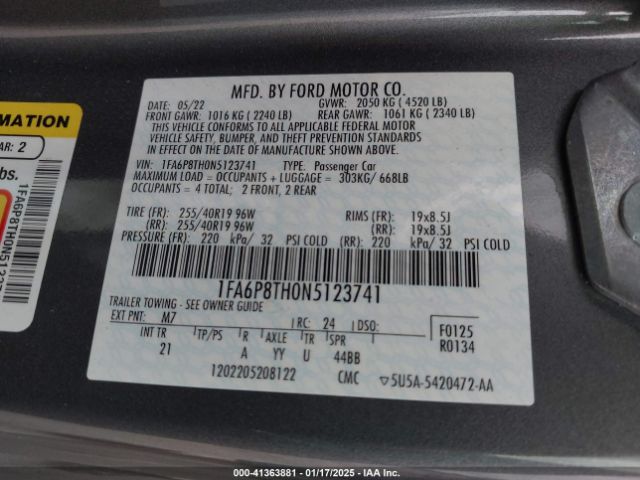 MFD. BY FORD MOTOR CO.
DATE: 05/22 GVWR: 2050 KG ( 4520 LB)
FRONT GAWR: 1016 KG ( 2240 LB) REAR GAWR: 1061 KG ( 2340 LB)
THIS VEHICLE CONFORMS TO ALL APPLICABLE FEDERAL MOTOR
VEHICLE SAFETY, BUMPER, AND THEFT PREVENTION STANDARDS
IN EFFECT ON THE DATE OF MANUFACTURE SHOWN ABOVE.
VIN: 1FA6P8TH0N5123741 TYPE: Passenger Car
MAXIMUM LOAD = OCCUPANTS + LUGGAGE = 303KG/ 668LB
OCCUPANTS = 4 TOTAL; 2 FRONT, 2 REAR
TIRE (FR): 255/40R19 96W RIMS (FR): 19x8.5J
(RR): 255/40R19 96W (RR): 19x8.5J
PRESSURE (FR): 220 kPa/ 32 PSI COLD (RR): 220 kPa/ 32 PSI COLD
1FA6P8TH0N5123741
TRAILER TOWING - SEE OWNER GUIDE
EXT PNT: M7 RC: 24 DSO: F0125
INT TR TP/PS R AXLE TR SPR R0134
21 A YY U 44BB
1202205208122 CMC ▽5U5A-5420472-AA
MATION
AR: 2
bs.
1FA6P8TH0N51237
000-41363881 - 01/17/2025 - IAAI.COM